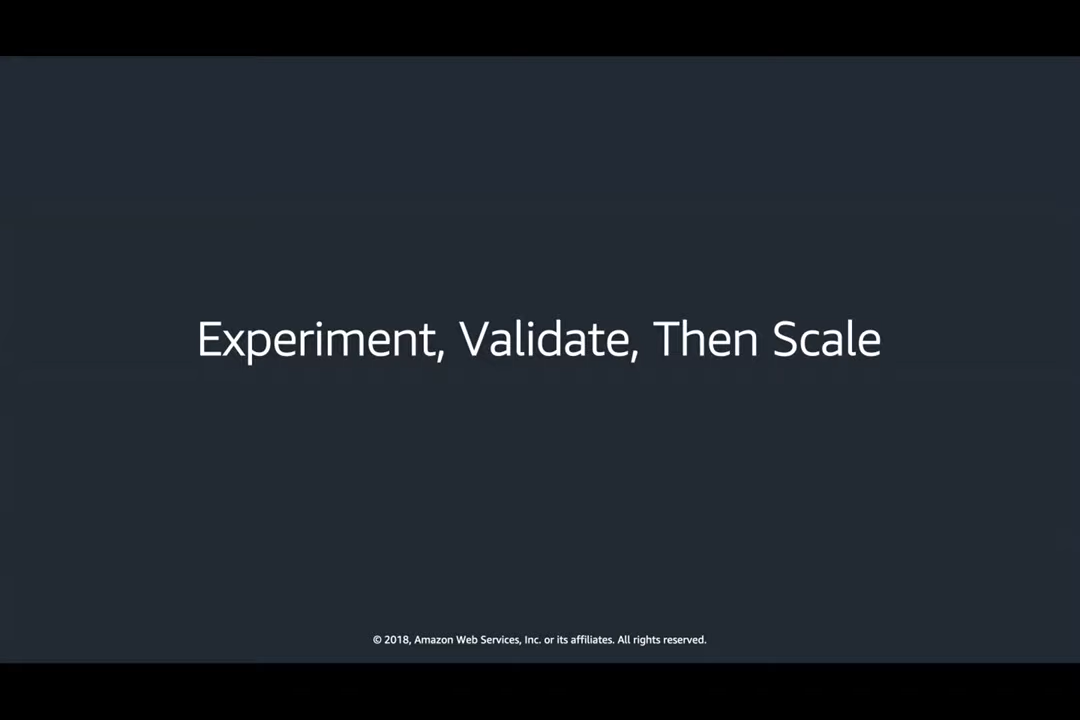 Experiment, Validate, Then Scale
© 2018, Amazon Web Services, Inc. or its affiliates. All rights reserved.